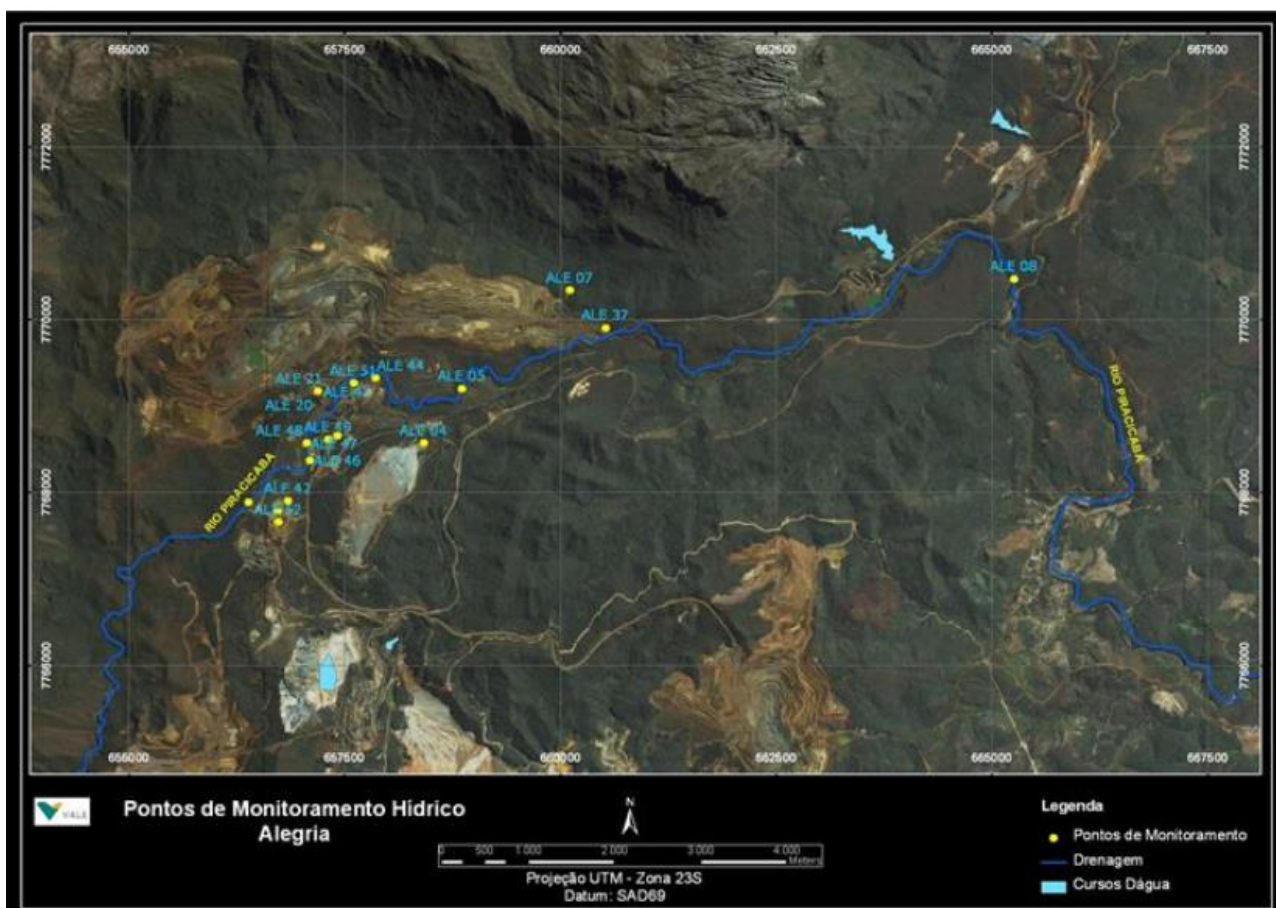 655000 657500 660000 662500 665000 667500
7772000 7772000
ALE 07
ALE 08
ALE 37
7770000 7770000
ALE 51 ALE 44
ALE 21
ALE 05
ALE 20
ALE 48 ALE 49 ALE 04
ALE 47
ALE 46
RIO PIRACICABA
RIO PIRACICABA
7768000 7768000
7766000 7766000
655000 657500 660000 662500 665000 667500
VALE
Pontos de Monitoramento Hídrico
Alegria
N
0 500 1 000 2 000 3 000 4 000
Meters
Projeção UTM - Zona 23S
Datum: SAD69
Legenda
Pontos de Monitoramento
Drenagem
Cursos Dágua